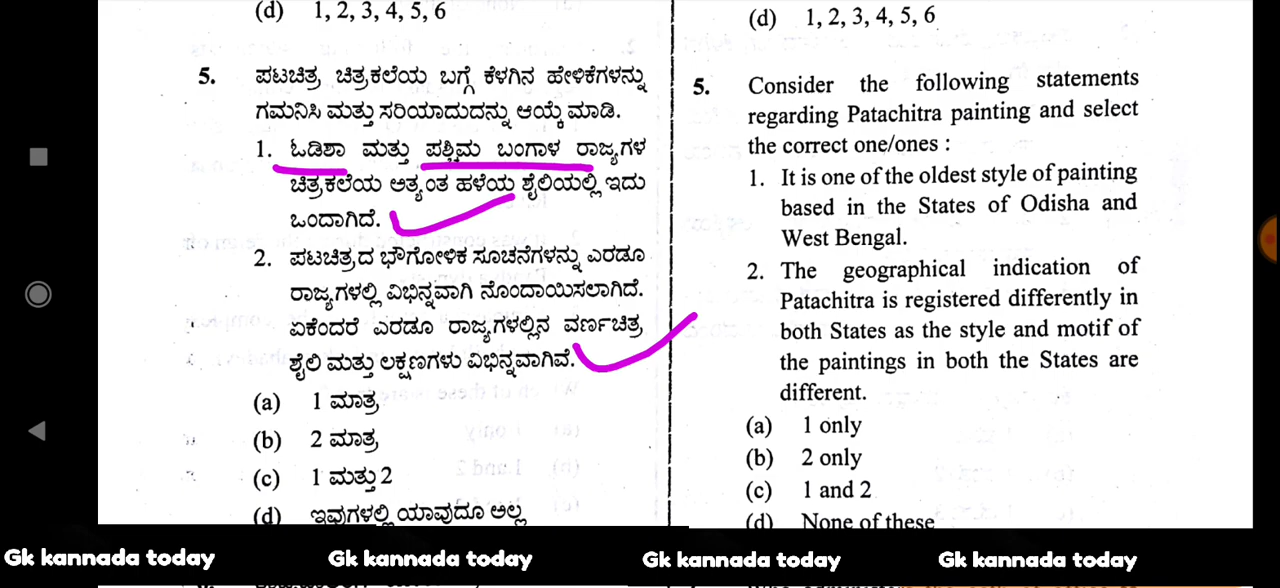 (d) 1, 2, 3, 4, 5, 6
5. ಪಟಚಿತ್ರ ಚಿತ್ರಕಲೆಯ ಬಗ್ಗೆ ಕೆಳಗಿನ ಹೇಳಿಕೆಗಳನ್ನು
ಗಮನಿಸಿ ಮತ್ತು ಸರಿಯಾದುದನ್ನು ಆಯ್ಕೆ ಮಾಡಿ.
1. ಓಡಿಶಾ ಮತ್ತು ಪಶ್ಚಿಮ ಬಂಗಾಳ ರಾಜ್ಯಗಳ
ಚಿತ್ರಕಲೆಯ ಅತ್ಯಂತ ಹಳೆಯ ಶೈಲಿಯಲ್ಲಿ ಇದು
ಒಂದಾಗಿದೆ.
2. ಪಟಚಿತ್ರದ ಭೌಗೋಳಿಕ ಸೂಚನೆಗಳನ್ನು ಎರಡೂ
ರಾಜ್ಯಗಳಲ್ಲಿ ವಿಭಿನ್ನವಾಗಿ ನೊಂದಾಯಿಸಲಾಗಿದೆ.
ಏಕೆಂದರೆ ಎರಡೂ ರಾಜ್ಯಗಳಲ್ಲಿನ ವರ್ಣಚಿತ್ರ
ಶೈಲಿ ಮತ್ತು ಲಕ್ಷಣಗಳು ವಿಭಿನ್ನವಾಗಿವೆ.
(a) 1 ಮಾತ್ರ
(b) 2 ಮಾತ್ರ
(c) 1 ಮತ್ತು 2
(d) ಇವುಗಳಲ್ಲಿ ಯಾವುದೂ ಅಲ್ಲ
(d) 1, 2, 3, 4, 5, 6
5. Consider the following statements
regarding Patachitra painting and select
the correct one/ones :
1. It is one of the oldest style of painting
based in the States of Odisha and
West Bengal.
2. The geographical indication of
Patachitra is registered differently in
both States as the style and motif of
the paintings in both the States are
different.
(a) 1 only
(b) 2 only
(c) 1 and 2
(d) None of these
Gk kannada today Gk kannada today Gk kannada today Gk kannada today